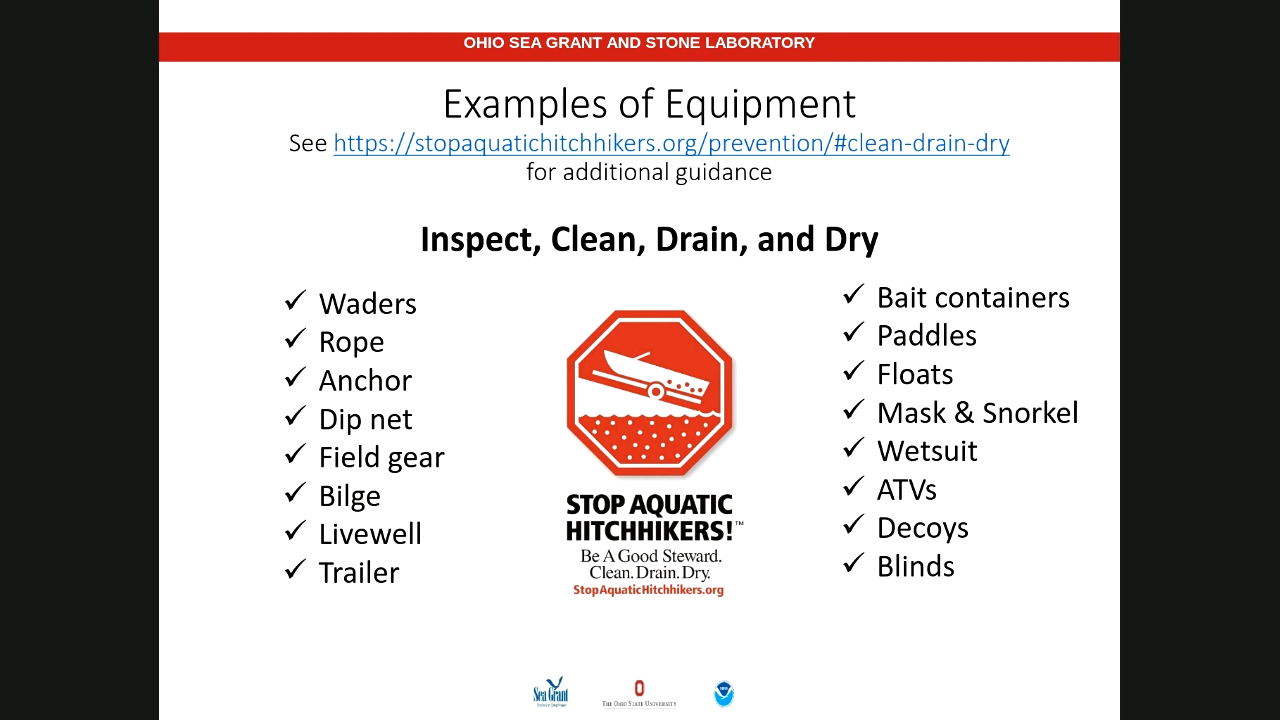 OHIO SEA GRANT AND STONE LABORATORY
Examples of Equipment
See https://stopaquatichitchhikers.org/prevention/#clean-drain-dry
for additional guidance
Inspect, Clean, Drain, and Dry
✓ Waders
✓ Rope
✓ Anchor
✓ Dip net
✓ Field gear
✓ Bilge
✓ Livewell
✓ Trailer
STOP AQUATIC
HITCHHIKERS!™
Be A Good Steward.
Clean. Drain. Dry.
StopAquaticHitchhikers.org
✓ Bait containers
✓ Paddles
✓ Floats
✓ Mask & Snorkel
✓ Wetsuit
✓ ATVs
✓ Decoys
✓ Blinds
Sea Grant
THE OHIO STATE UNIVERSITY